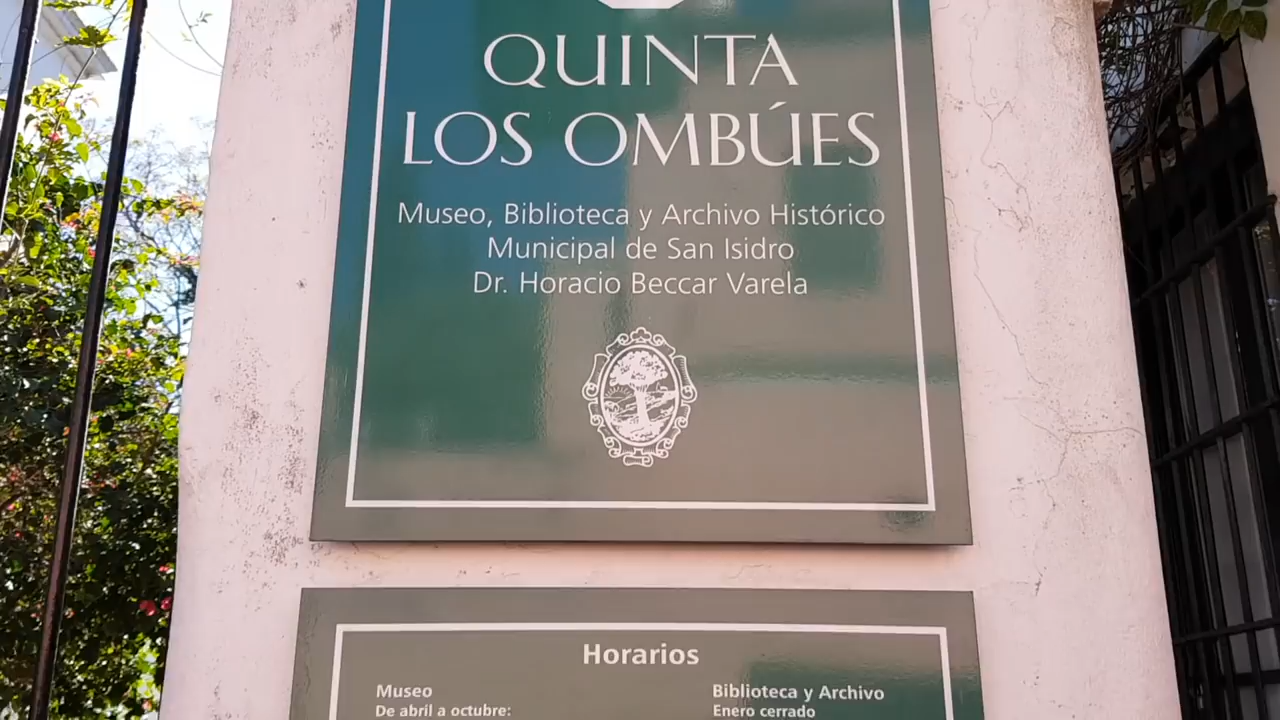 QUINTA
LOS OMBÚES
Museo, Biblioteca y Archivo Histórico
Municipal de San Isidro
Dr. Horacio Beccar Varela
Horarios
Museo
De abril a octubre:
Biblioteca y Archivo
Enero cerrado